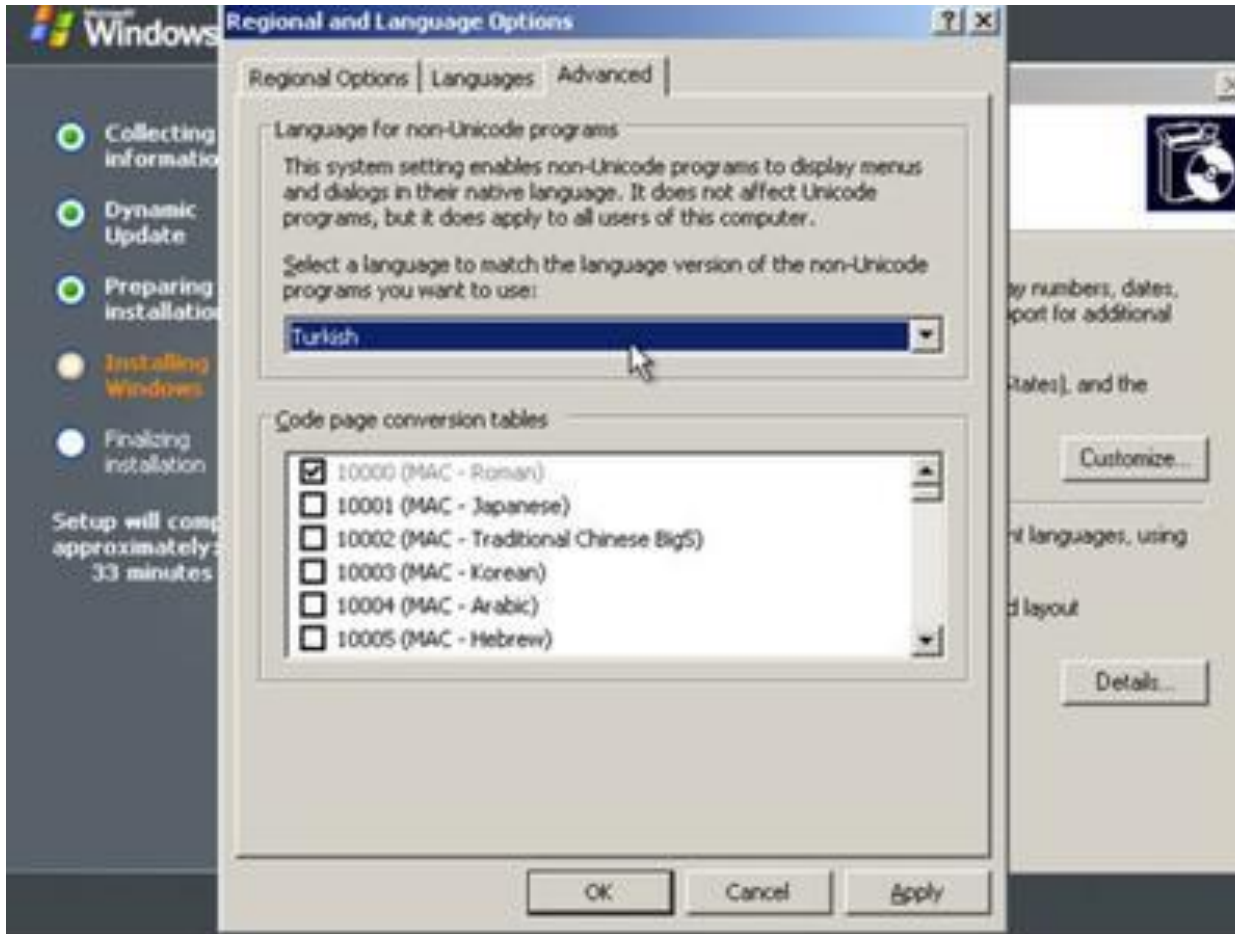 Windows
Regional and Language Options
Regional Options
Languages
Advanced
Collecting
informatio
Dynamic
Update
Preparing
installation
Installing
Windows
Finalizing
installation
Setup will comp
approximately:
33 minutes
Language for non-Unicode programs
This system setting enables non-Unicode programs to display menus
and dialogs in their native language. It does not affect Unicode
programs, but it does apply to all users of this computer.
Select a language to match the language version of the non-Unicode
programs you want to use:
Turkish
Code page conversion tables
10000 (MAC - Roman)
10001 (MAC - Japanese)
10002 (MAC - Traditional Chinese Big5)
10003 (MAC - Korean)
10004 (MAC - Arabic)
10005 (MAC - Hebrew)
OK
Cancel
Apply
ay numbers, dates,
pport for additional
States), and the
Customize...
nt languages, using
d layout
Details...